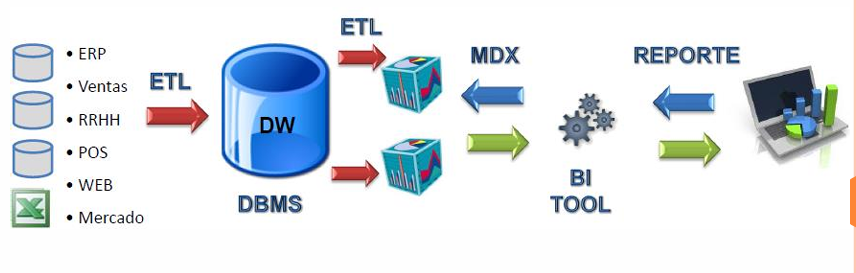 • ERP
• Ventas
• RRHH
• POS
• WEB
• Mercado
ETL
DW
DBMS
ETL
MDX
BI
TOOL
REPORTE